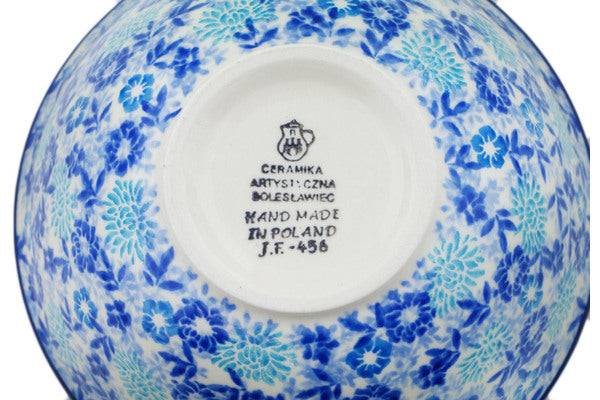 CERAMIKA
ARTYSTYCZNA
BOLESŁAWIEC
HAND MADE
IN POLAND
J.F.-456